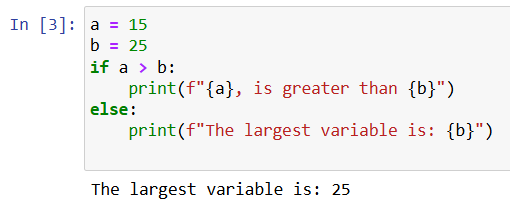 In [3]: a = 15
b = 25
if a > b:
    print(f"{a}, is greater than {b}")
else:
    print(f"The largest variable is: {b}")
The largest variable is: 25